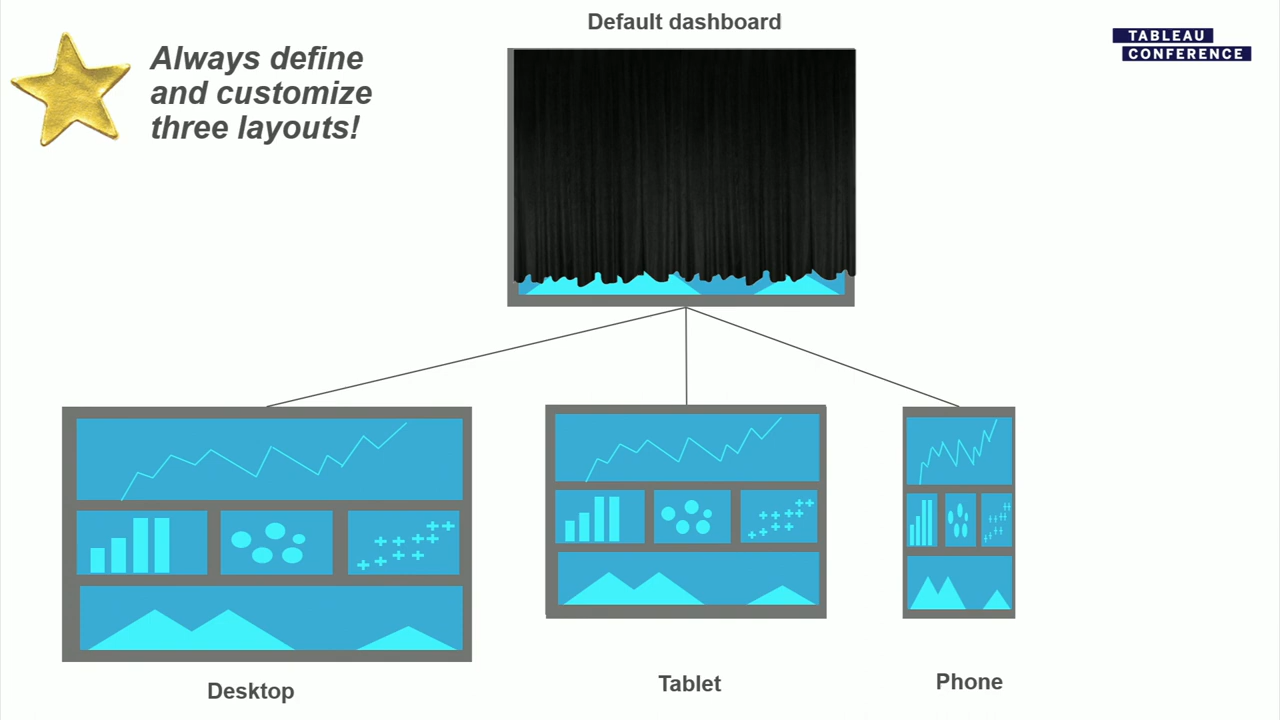 Default dashboard
TABLEAU
CONFERENCE
Always define
and customize
three layouts!
Desktop
Tablet
Phone